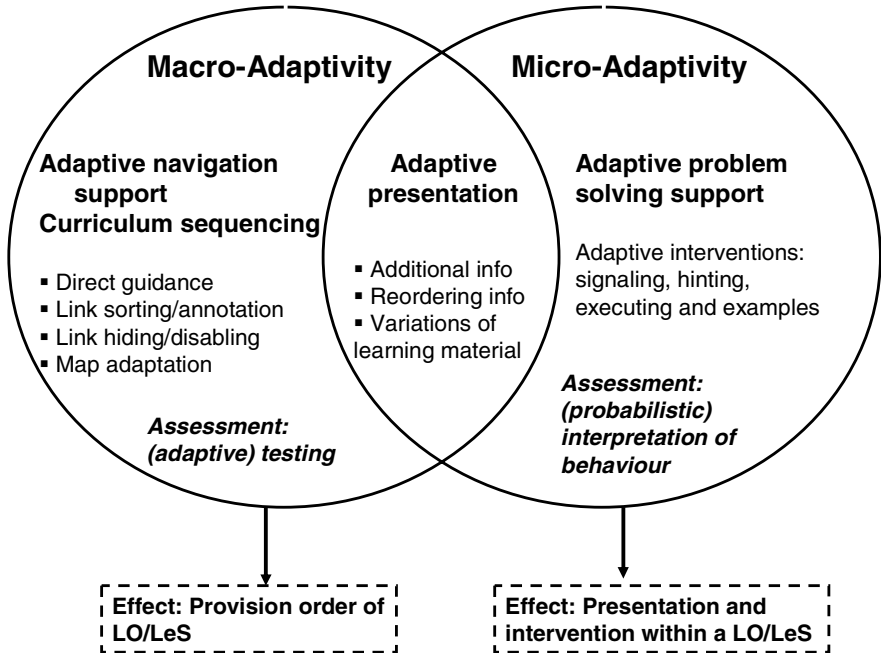 Macro-Adaptivity
Micro-Adaptivity
Adaptive navigation
support
Curriculum sequencing
▪ Direct guidance
▪ Link sorting/annotation
▪ Link hiding/disabling
▪ Map adaptation
Assessment:
(adaptive) testing
Adaptive
presentation
▪ Additional info
▪ Reordering info
▪ Variations of
learning material
Adaptive problem
solving support
Adaptive interventions:
signaling, hinting,
executing and examples
Assessment:
(probabilistic)
interpretation of
behaviour
Effect: Provision order of
LO/LeS
Effect: Presentation and
intervention within a LO/LeS